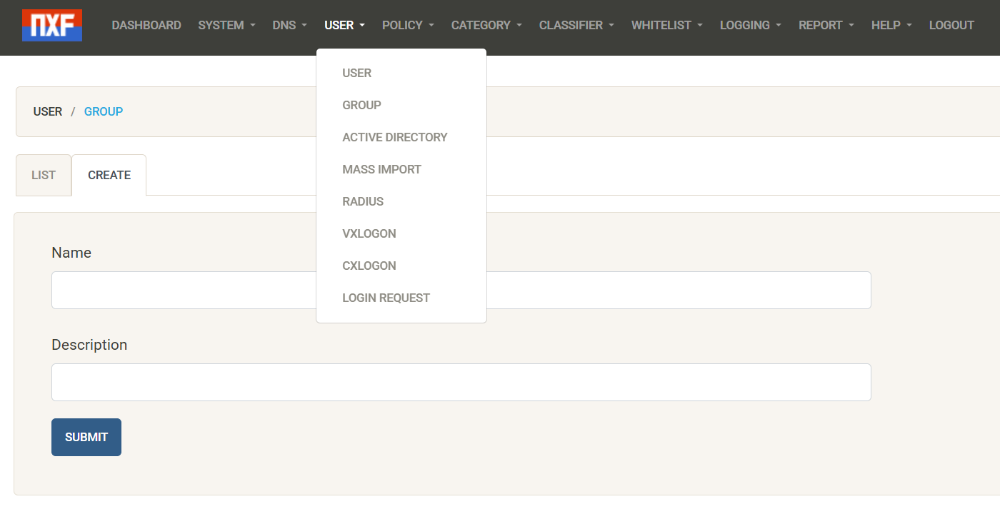 NXF DASHBOARD SYSTEM DNS USER POLICY CATEGORY CLASSIFIER WHITELIST LOGGING REPORT HELP LOGOUT
USER
GROUP
ACTIVE DIRECTORY
MASS IMPORT
RADIUS
VXLOGON
CXLOGON
LOGIN REQUEST
USER / GROUP
LIST CREATE
Name
Description
SUBMIT